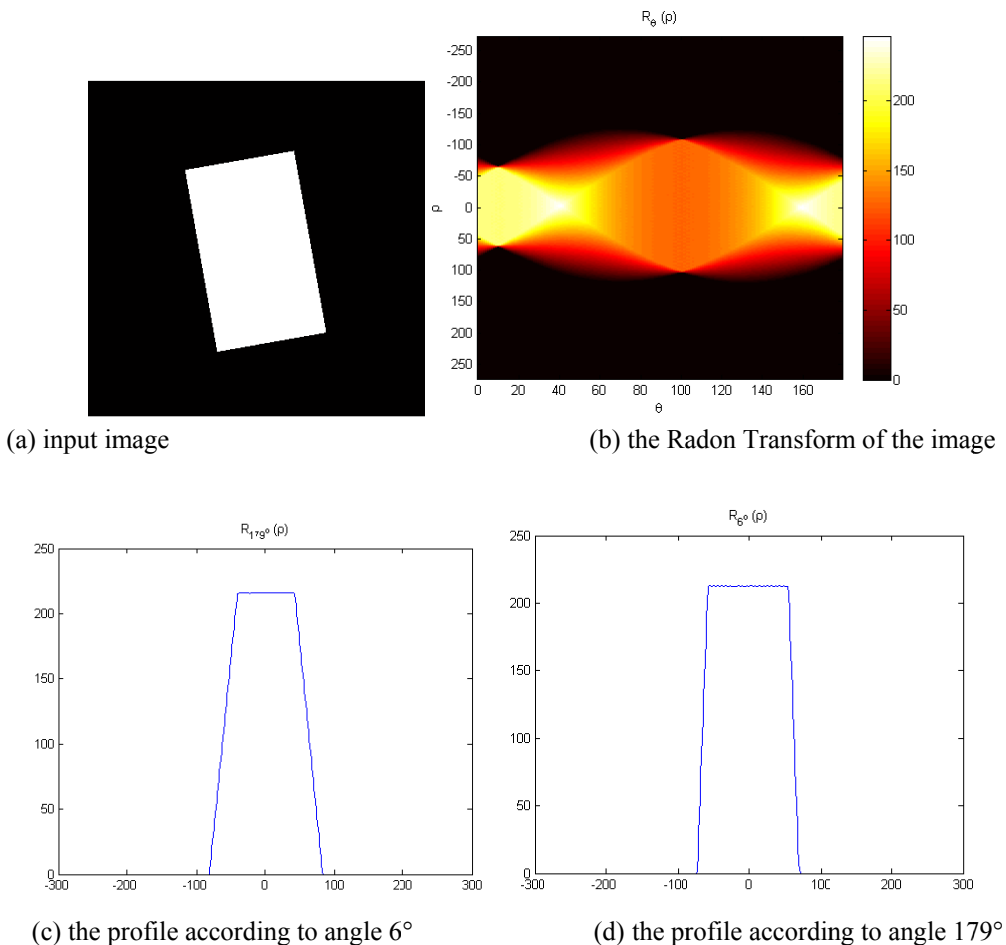 R_θ (ρ)
-250
-200
-150
-100
-50
0
50
100
150
200
250
ρ
0 20 40 60 80 100 120 140 160
θ
200
150
100
50
0
(a) input image
(b) the Radon Transform of the image
R_179° (ρ)
250
200
150
100
50
0
-300 -200 -100 0 100 200 300
R_6° (ρ)
250
200
150
100
50
0
-300 -200 -100 0 100 200 300
(c) the profile according to angle 6°
(d) the profile according to angle 179°